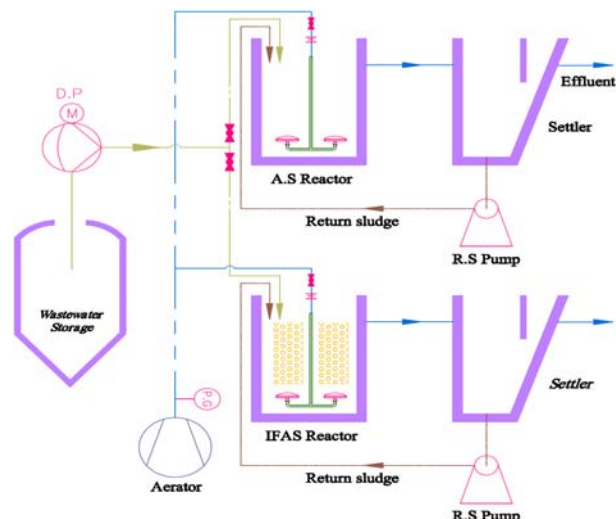 D.P
M
Effluent
Settler
A.S Reactor
Return sludge
R.S Pump
Wastewater
Storage
P.G
Settler
IFAS Reactor
Return sludge
Aerator
R.S Pump